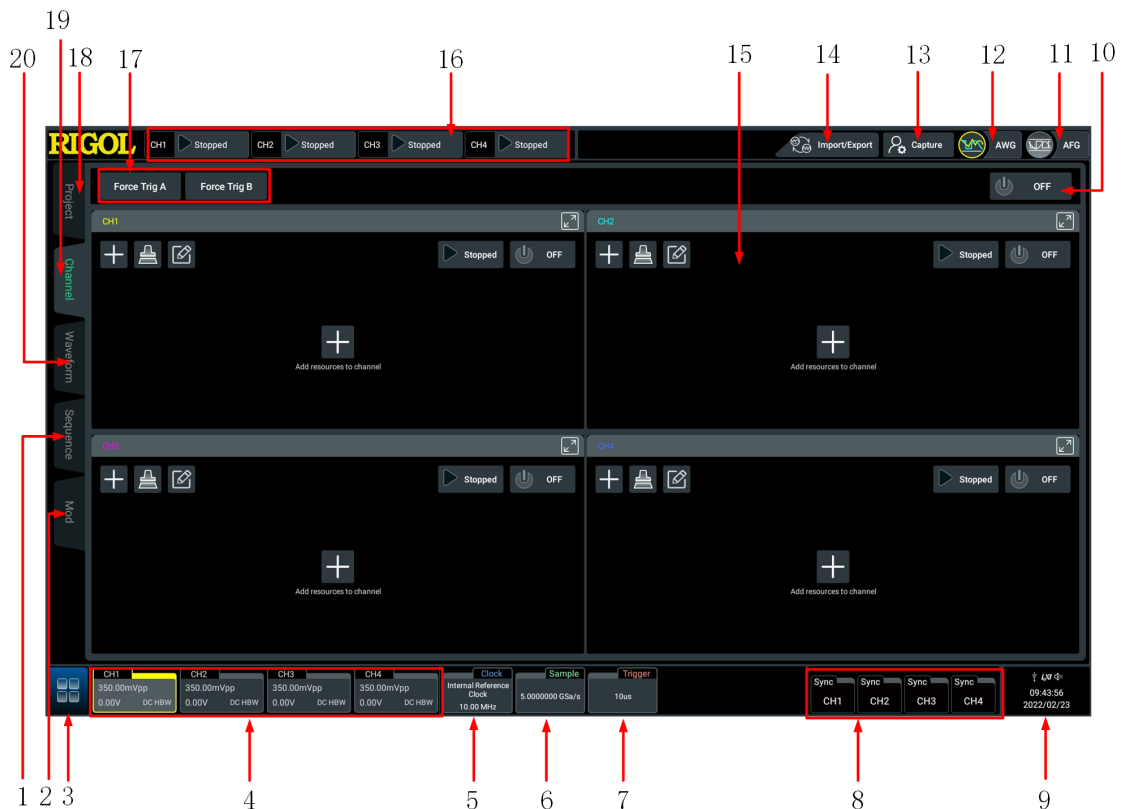 19
20 18 17 16 15 14 13 12 11 10
RIGOL CH1 Stopped CH2 Stopped CH3 Stopped CH4 Stopped Import/Export Capture AWG AFG
Project
Channel
Waveform
Sequence
Mod
Force Trig A Force Trig B OFF
CH1 CH2
Stopped OFF Stopped OFF
Add resources to channel Add resources to channel
CH3 CH4
Stopped OFF Stopped OFF
Add resources to channel Add resources to channel
CH1
350.00mVpp
0.00V DC HBW
CH2
350.00mVpp
0.00V DC HBW
CH3
350.00mVpp
0.00V DC HBW
CH4
350.00mVpp
0.00V DC HBW
Clock
Internal Reference
Clock
10.00 MHz
Sample
5.0000000 GSa/s
Trigger
10us
Sync Sync Sync Sync
CH1 CH2 CH3 CH4
LXI
09:43:56
2022/02/23
1 2 3 4 5 6 7 8 9